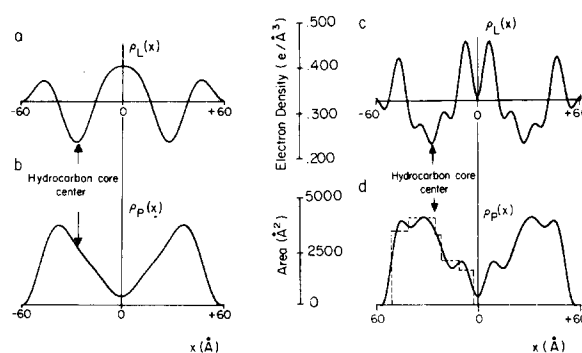 a
ρL(x)
-60
0
+60
b
Hydrocarbon core
center
ρP(x)
-60
0
+60
x (Å)
Electron Density (e/Å³)
.500
.400
.300
.200
Area (Å²)
5000
2500
0
c
ρL(x)
-60
0
+60
Hydrocarbon core
center
d
ρP(x)
60
0
+60
x (Å)